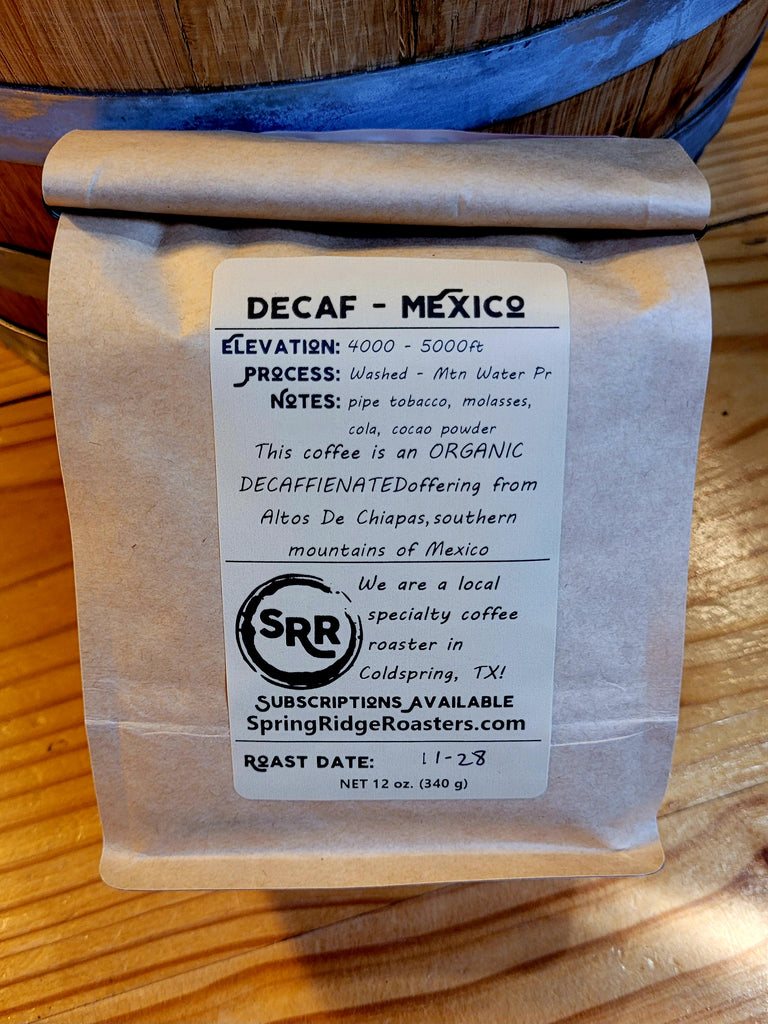 DECAF - MEXICO
ELEVATION: 4000 - 5000ft
PROCESS: Washed - Mtn Water Pr
NOTES: pipe tobacco, molasses,
cola, cocao powder
This coffee is an ORGANIC
DECAFFIENATEDoffering from
Altos De Chiapas,southern
mountains of Mexico
SRR
We are a local
specialty coffee
roaster in
Coldspring, TX!
SUBSCRIPTIONS AVAILABLE
SpringRidgeRoasters.com
ROAST DATE: 11-28
NET 12 oz. (340 g)